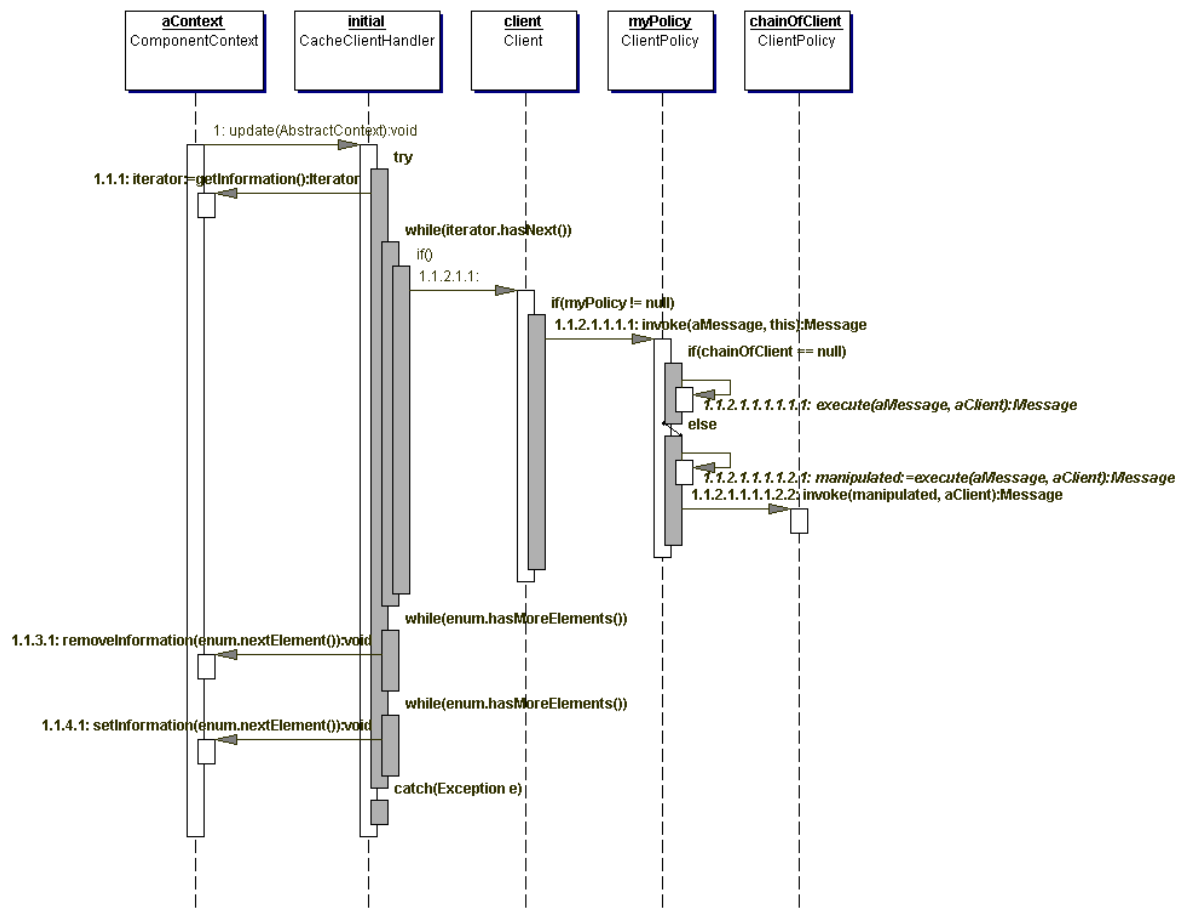 aContext
ComponentContext
initial
CacheClientHandler
client
Client
myPolicy
ClientPolicy
chainOfClient
ClientPolicy
1: update(AbstractContext):void
try
1.1.1: iterator:=getInformation():Iterator
while(iterator.hasNext())
if()
1.1.2.1.1:
if(myPolicy != null)
1.1.2.1.1.1.1: invoke(aMessage, this):Message
if(chainOfClient == null)
1.1.2.1.1.1.1.1.1: execute(aMessage, aClient):Message
else
1.1.2.1.1.1.1.2.1: manipulated:=execute(aMessage, aClient):Message
1.1.2.1.1.1.1.2.2: invoke(manipulated, aClient):Message
while(enum.hasMoreElements())
1.1.3.1: removeInformation(enum.nextElement()):void
while(enum.hasMoreElements())
1.1.4.1: setInformation(enum.nextElement()):void
catch(Exception e)